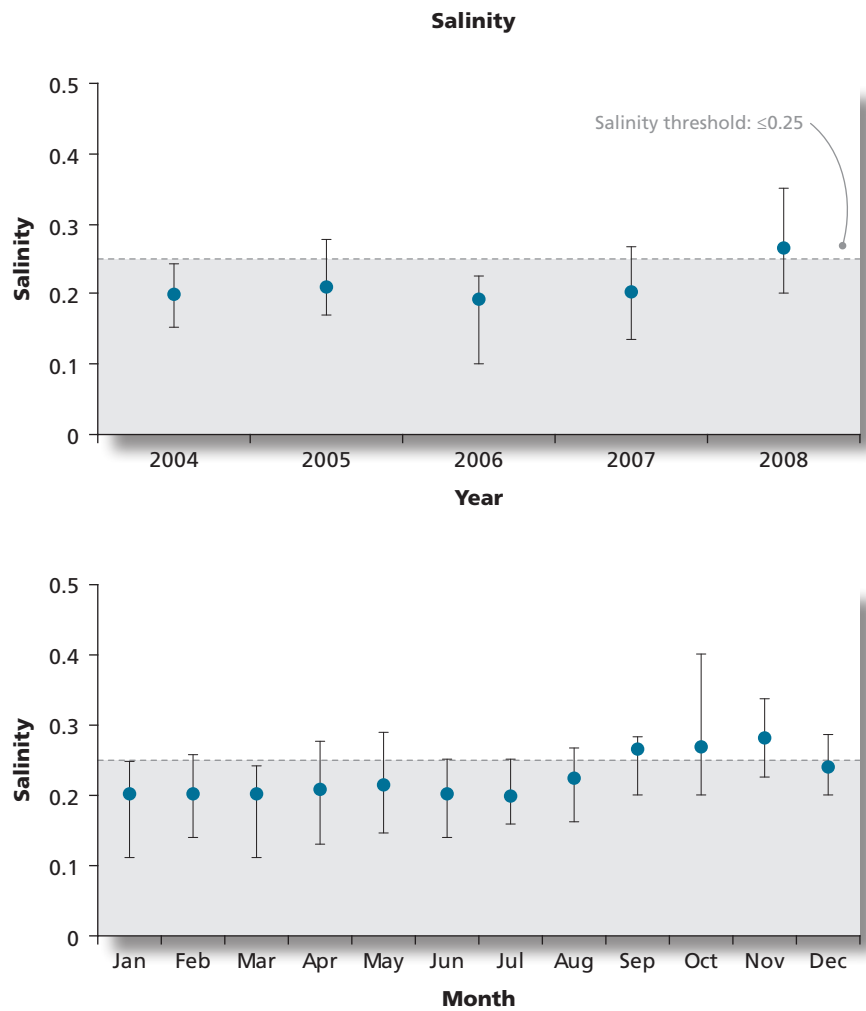 Salinity
0.5
Salinity threshold: ≤0.25
0.4
0.3
Salinity
0.2
0.1
0
2004 2005 2006 2007 2008
Year
0.5
0.4
0.3
Salinity
0.2
0.1
0
Jan Feb Mar Apr May Jun Jul Aug Sep Oct Nov Dec
Month